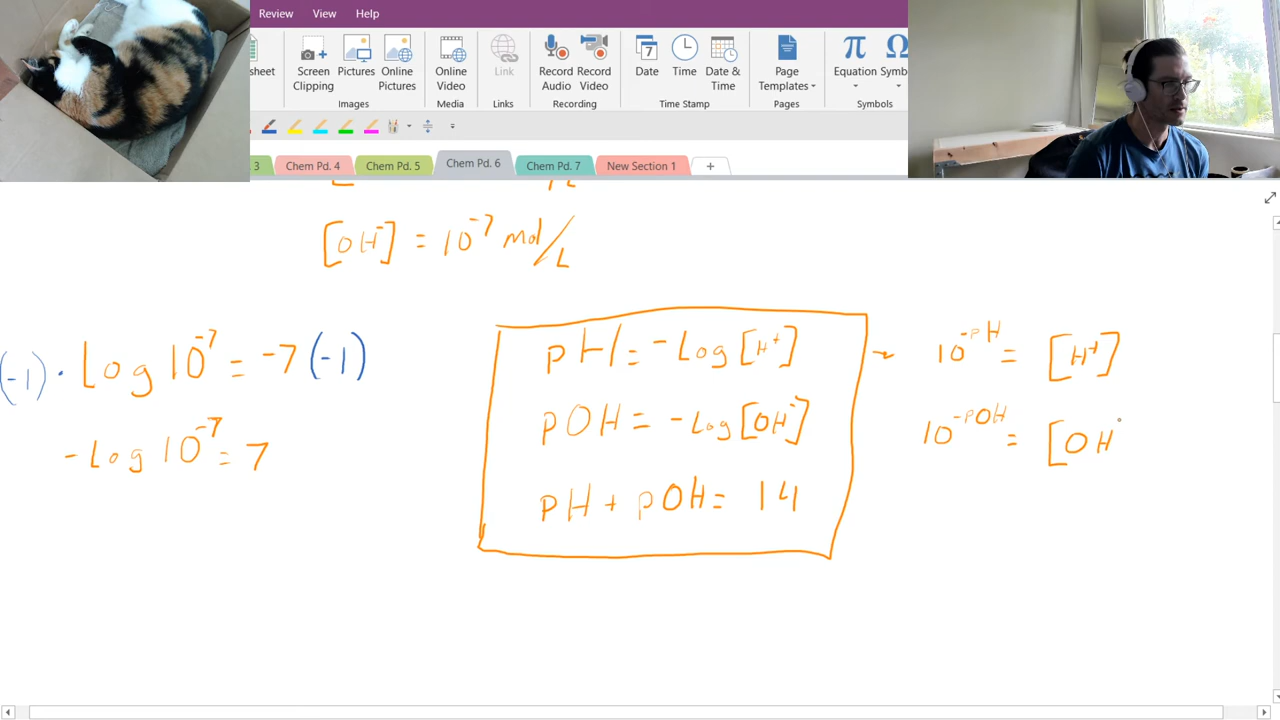 Review View Help
Screen Clipping
Pictures
Online Pictures
Online Video
Link
Record Audio
Record Video
Date
Time
Date & Time
Page Templates
Equation
Images
Media
Links
Recording
Time Stamp
Pages
Symbols
3
Chem Pd. 4
Chem Pd. 5
Chem Pd. 6
Chem Pd. 7
New Section 1
+
[OH⁻] = 10⁻⁷ mol/L
(-1) · Log 10⁻⁷ = -7 (-1)
-Log 10⁻⁷ = 7
pH = -Log [H⁺]
pOH = -Log [OH⁻]
pH + pOH = 14
10^-pH = [H⁺]
10^-pOH = [OH